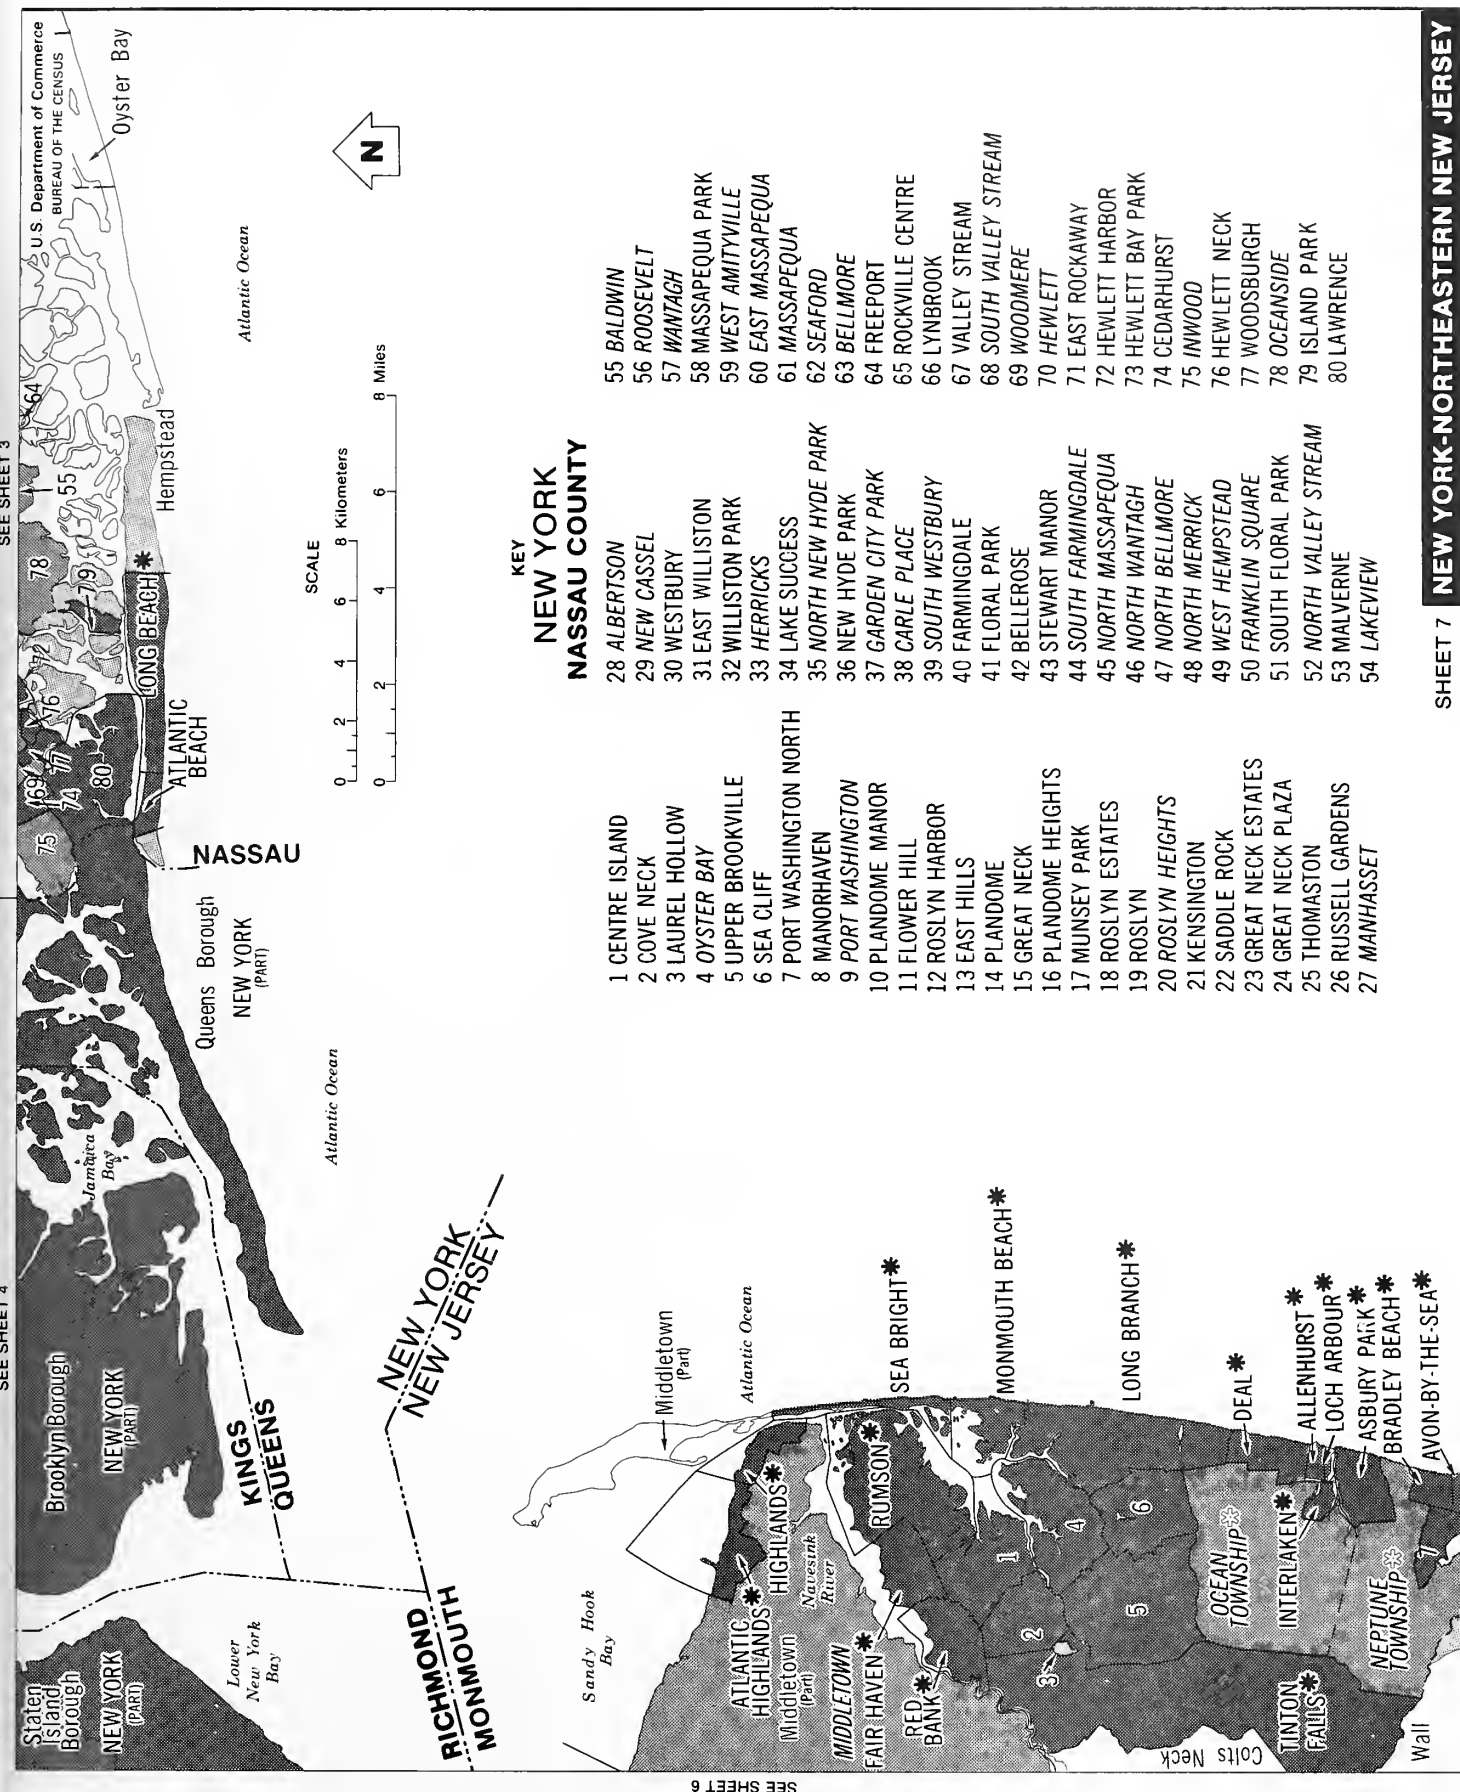 SEE SHEET 4
SEE SHEET 3
SEE SHEET 6
U.S. Department of Commerce
BUREAU OF THE CENSUS
Oyster Bay
Atlantic Ocean
N
64
55
78
79
72
76
69
77
74
80
75
Hempstead
LONG BEACH*
ATLANTIC
BEACH
NASSAU
Queens Borough
NEW YORK
(PART)
Atlantic Ocean
Jamaica
Bay
Brooklyn Borough
NEW YORK
(PART)
KINGS
QUEENS
Staten
Island
Borough
NEW YORK
(PART)
Lower
New York
Bay
RICHMOND
MONMOUTH
NEW YORK
NEW JERSEY
SCALE
0 2 4 6 8 Kilometers
0 2 4 6 8 Miles
Sandy Hook
Bay
Middletown
(Part)
Atlantic Ocean
ATLANTIC
HIGHLANDS*
HIGHLANDS*
Middletown
(Part)
Navesink
River
MIDDLETOWN
FAIR HAVEN*
RED
BANK*
RUMSON*
SEA BRIGHT*
MONMOUTH BEACH*
LONG BRANCH*
1
2
3
4
5
6
7
DEAL*
OCEAN
TOWNSHIP*
INTERLAKEN*
ALLENHURST*
LOCH ARBOUR*
ASBURY PARK*
BRADLEY BEACH*
AVON-BY-THE-SEA*
NEPTUNE
TOWNSHIP*
TINTON
FALLS*
Colts Neck
Wall
KEY
NEW YORK
NASSAU COUNTY
1 CENTRE ISLAND
2 COVE NECK
3 LAUREL HOLLOW
4 OYSTER BAY
5 UPPER BROOKVILLE
6 SEA CLIFF
7 PORT WASHINGTON NORTH
8 MANORHAVEN
9 PORT WASHINGTON
10 PLANDOME MANOR
11 FLOWER HILL
12 ROSLYN HARBOR
13 EAST HILLS
14 PLANDOME
15 GREAT NECK
16 PLANDOME HEIGHTS
17 MUNSEY PARK
18 ROSLYN ESTATES
19 ROSLYN
20 ROSLYN HEIGHTS
21 KENSINGTON
22 SADDLE ROCK
23 GREAT NECK ESTATES
24 GREAT NECK PLAZA
25 THOMASTON
26 RUSSELL GARDENS
27 MANHASSET
28 ALBERTSON
29 NEW CASSEL
30 WESTBURY
31 EAST WILLISTON
32 WILLISTON PARK
33 HERRICKS
34 LAKE SUCCESS
35 NORTH NEW HYDE PARK
36 NEW HYDE PARK
37 GARDEN CITY PARK
38 CARLE PLACE
39 SOUTH WESTBURY
40 FARMINGDALE
41 FLORAL PARK
42 BELLEROSE
43 STEWART MANOR
44 SOUTH FARMINGDALE
45 NORTH MASSAPEQUA
46 NORTH WANTAGH
47 NORTH BELLMORE
48 NORTH MERRICK
49 WEST HEMPSTEAD
50 FRANKLIN SQUARE
51 SOUTH FLORAL PARK
52 NORTH VALLEY STREAM
53 MALVERNE
54 LAKEVIEW
55 BALDWIN
56 ROOSEVELT
57 WANTAGH
58 MASSAPEQUA PARK
59 WEST AMITYVILLE
60 EAST MASSAPEQUA
61 MASSAPEQUA
62 SEAFORD
63 BELLMORE
64 FREEPORT
65 ROCKVILLE CENTRE
66 LYNBROOK
67 VALLEY STREAM
68 SOUTH VALLEY STREAM
69 WOODMERE
70 HEWLETT
71 EAST ROCKAWAY
72 HEWLETT HARBOR
73 HEWLETT BAY PARK
74 CEDARHURST
75 INWOOD
76 HEWLETT NECK
77 WOODSBURGH
78 OCEANSIDE
79 ISLAND PARK
80 LAWRENCE
SHEET 7 NEW YORK-NORTHEASTERN NEW JERSEY